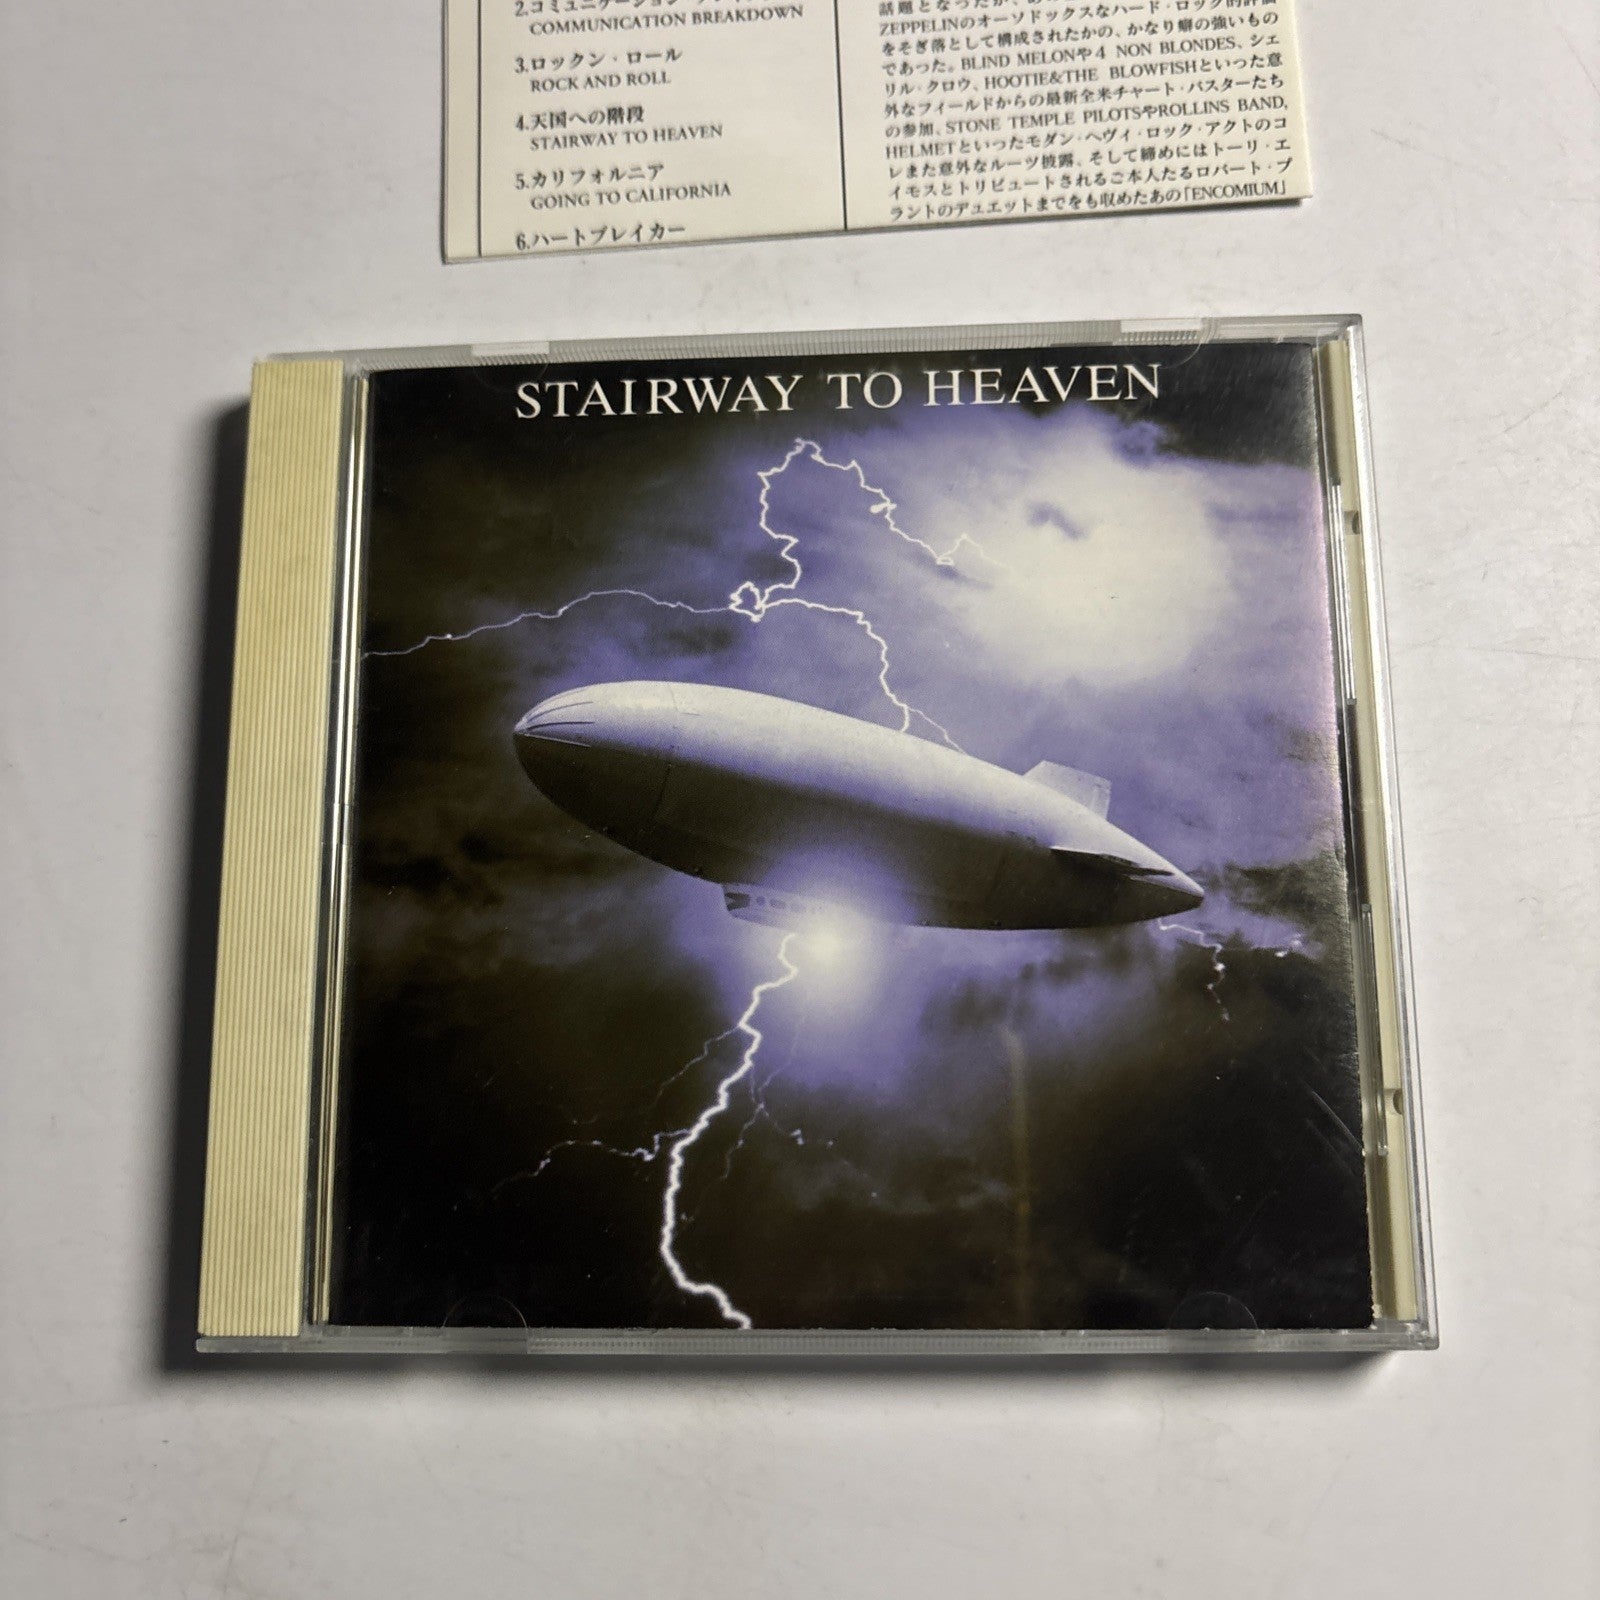 2.コミュニケーション・ブレイクダウン
COMMUNICATION BREAKDOWN
3.ロックン・ロール
ROCK AND ROLL
4.天国への階段
STAIRWAY TO HEAVEN
5.カリフォルニア
GOING TO CALIFORNIA
6.ハートブレイカー
話題となったが、あの
ZEPPELINのオーソドックスなハード・ロック的評価
をそぎ落として構成されたかの、かなり癖の強いもの
であった。BLIND MELONや4 NON BLONDES、シェ
リル・クロウ、HOOTIE&THE BLOWFISHといった意
外なフィールドからの最新全米チャート・バスターたち
の参加、STONE TEMPLE PILOTSやROLLINS BAND,
HELMETといったモダン・ヘヴィ・ロック・アクトのコ
レまた意外なルーツ披露、そして締めにはトーリ・エ
イモスとトリビュートされるご本人たるロバート・プ
ラントのデュエットまでをも収めたあの「ENCOMIUM」
STAIRWAY TO HEAVEN